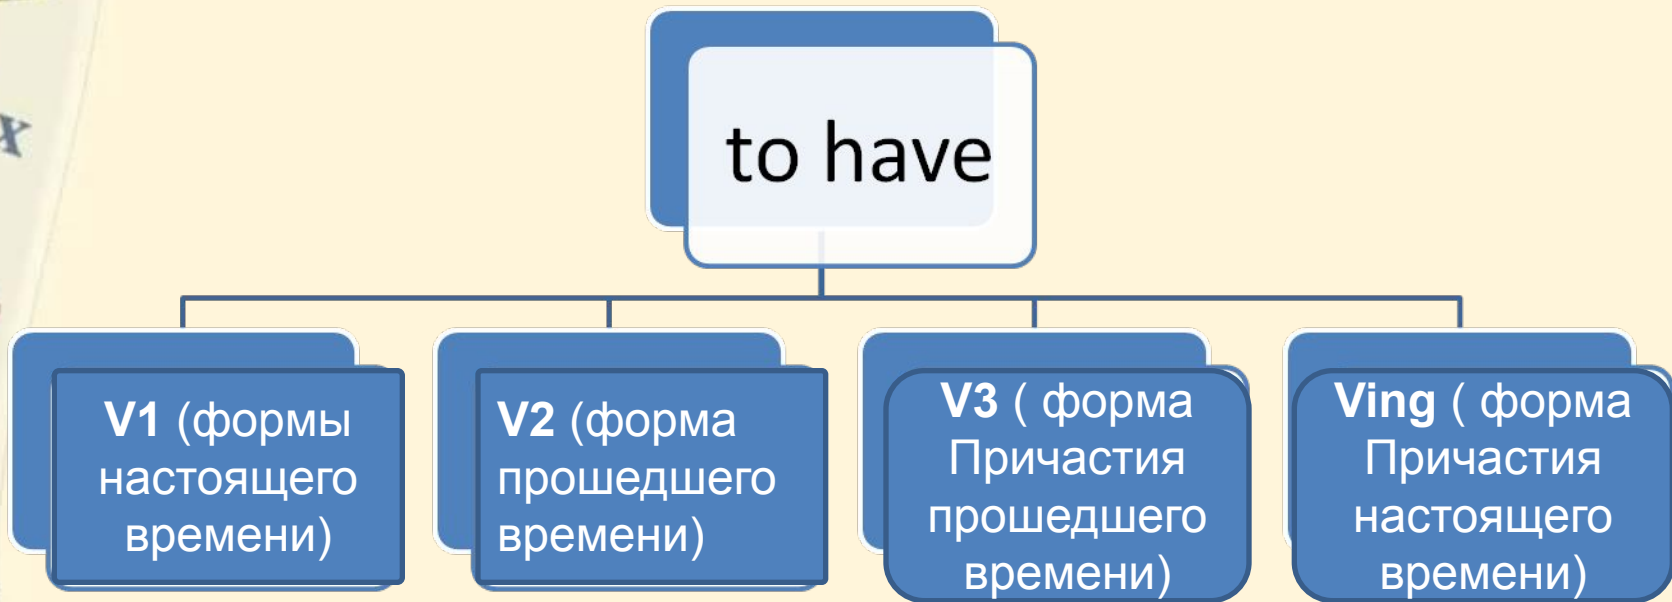 х
to have
V1 (формы
настоящего
времени)
V2 (форма
прошедшего
времени)
V3 ( форма
Причастия
прошедшего
времени)
Ving ( форма
Причастия
настоящего
времени)